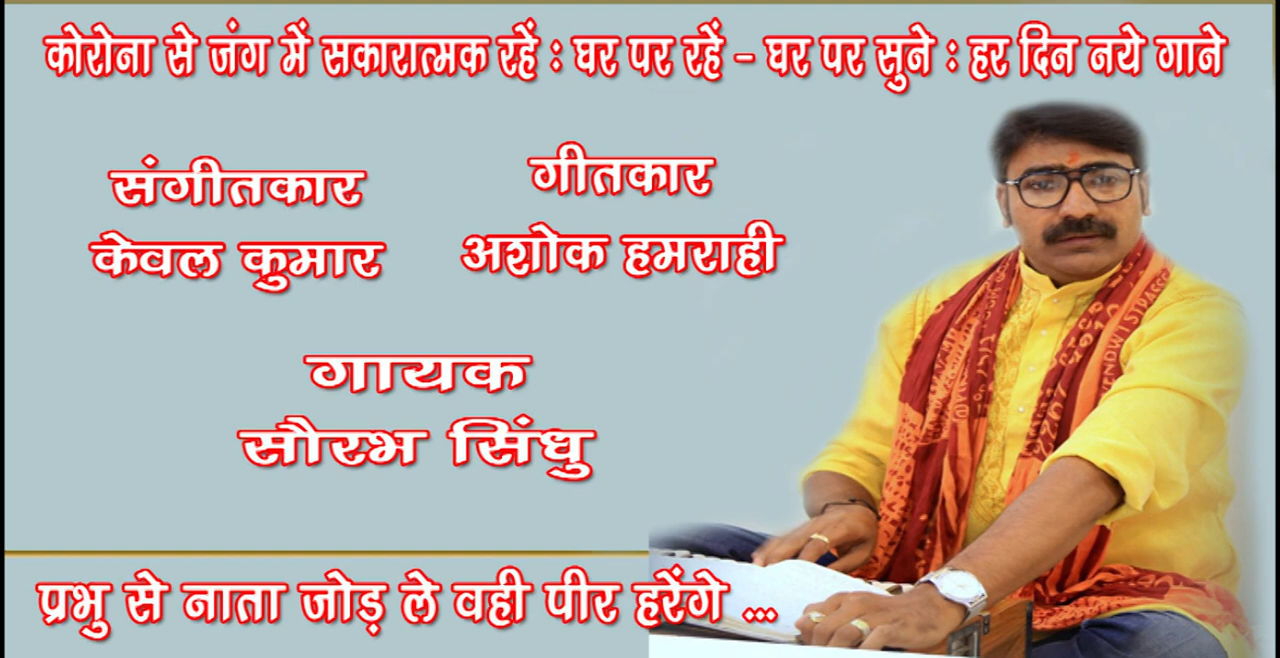 कोरोना से जंग में सकारात्मक रहें : घर पर रहें - घर पर सुने : हर दिन नये गाने
संगीतकार
केवल कुमार
गीतकार
अशोक हमराही
गायक
सौरभ सिंधु
प्रभु से नाता जोड़ ले वही पीर हरेंगे ...